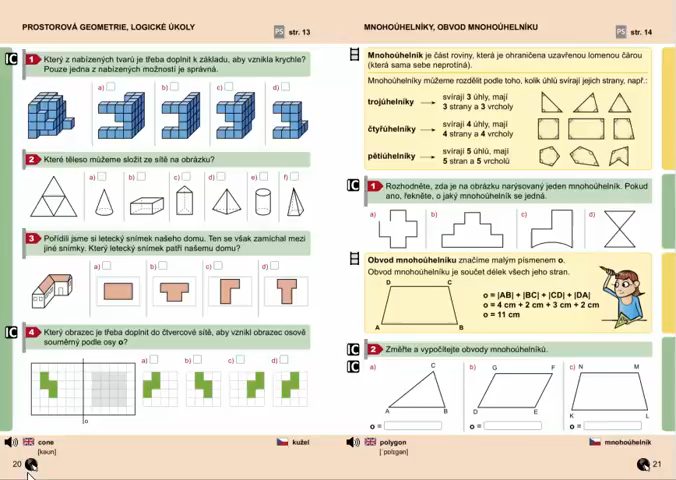 PROSTOROVÁ GEOMETRIE, LOGICKÉ ÚKOLY
PS str. 13
1 Který z nabízených tvarů je třeba doplnit k základu, aby vznikla krychle?
Pouze jedna z nabízených možností je správná.
a) b) c) d)
2 Které těleso můžeme složit ze sítě na obrázku?
a) b) c) d) e) f)
3 Pořídili jsme si letecký snímek našeho domu. Ten se však zamíchal mezi
jiné snímky. Který letecký snímek patří našemu domu?
a) b) c) d)
4 Který obrazec je třeba doplnit do čtvercové sítě, aby vznikl obrazec osově
souměrný podle osy o?
a) b) c) d)
o
cone
[kəun]
kužel
20
MNOHOÚHELNÍKY, OBVOD MNOHOÚHELNÍKU
PS str. 14
Mnohoúhelník je část roviny, která je ohraničena uzavřenou lomenou čárou
(která sama sebe neprotíná).
Mnohoúhelníky můžeme rozdělit podle toho, kolik úhlů svírají jejich strany, např.:
trojúhelníky svírají 3 úhly, mají
3 strany a 3 vrcholy
čtyřúhelníky svírají 4 úhly, mají
4 strany a 4 vrcholy
pětiúhelníky svírají 5 úhlů, mají
5 stran a 5 vrcholů
1 Rozhodněte, zda je na obrázku narýsovaný jeden mnohoúhelník. Pokud
ano, řekněte, o jaký mnohoúhelník se jedná.
a) b) c) d)
Obvod mnohoúhelníku značíme malým písmenem o.
Obvod mnohoúhelníku je součet délek všech jeho stran.
D C
A B
o = |AB| + |BC| + |CD| + |DA|
o = 4 cm + 2 cm + 3 cm + 2 cm
o = 11 cm
2 Změřte a vypočítejte obvody mnohoúhelníků.
a) C A B
b) G F D E
c) N M K L
o = o = o =
polygon
[ˈpɒlɪgən]
mnohoúhelník
21